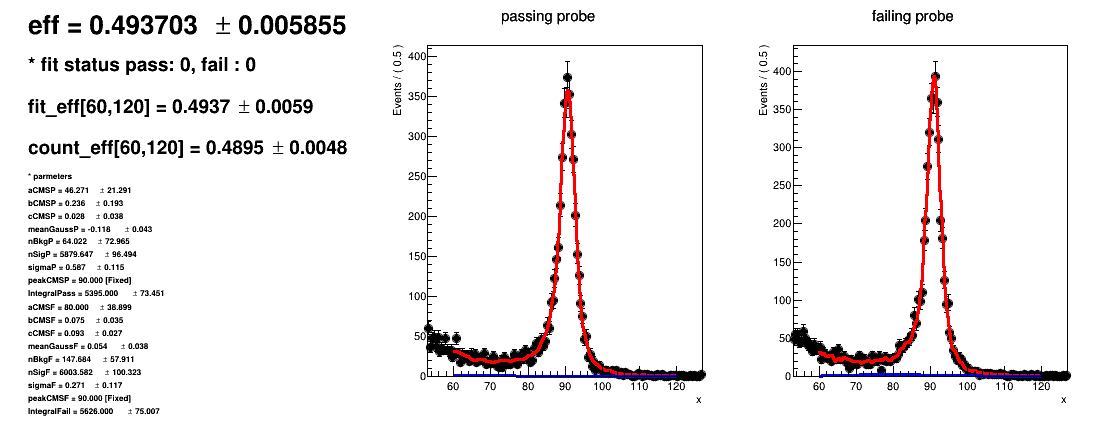 eff = 0.493703 ± 0.005855
* fit status pass: 0, fail : 0
fit_eff[60,120] = 0.4937 ± 0.0059
count_eff[60,120] = 0.4895 ± 0.0048
* parmeters
aCMSP = 46.271 ± 21.291
bCMSP = 0.236 ± 0.193
cCMSP = 0.028 ± 0.038
meanGaussP = -0.118 ± 0.043
nBkgP = 64.022 ± 72.965
nSigP = 5879.647 ± 96.494
sigmaP = 0.587 ± 0.115
peakCMSP = 90.000 [Fixed]
IntegralPass = 5395.000 ± 73.451
aCMSF = 80.000 ± 38.899
bCMSF = 0.075 ± 0.035
cCMSF = 0.093 ± 0.027
meanGaussF = 0.054 ± 0.038
nBkgF = 147.684 ± 57.911
nSigF = 6003.582 ± 100.323
sigmaF = 0.271 ± 0.117
peakCMSF = 90.000 [Fixed]
IntegralFail = 5626.000 ± 75.007
passing probe
Events / ( 0.5 )
400
350
300
250
200
150
100
50
0
60 70 80 90 100 110 120
x
failing probe
Events / ( 0.5 )
400
350
300
250
200
150
100
50
0
60 70 80 90 100 110 120
x